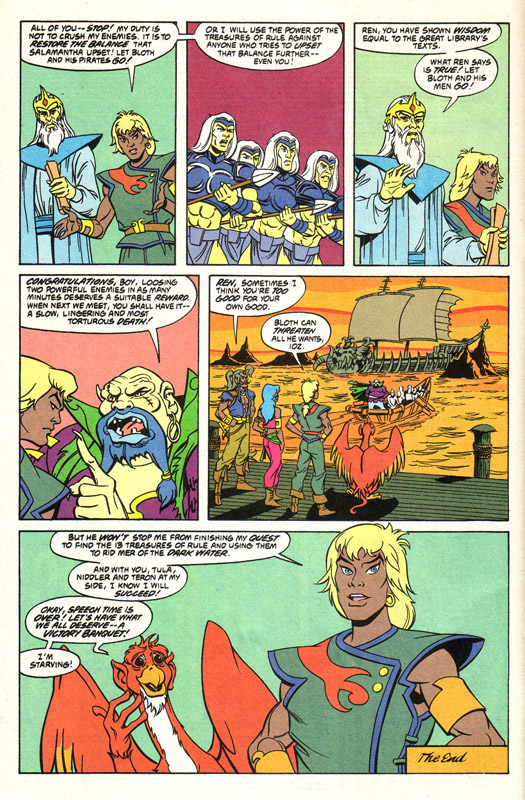 ALL OF YOU--STOP! MY DUTY IS
NOT TO CRUSH MY ENEMIES. IT IS TO
RESTORE THE BALANCE THAT
SALAMANTHA UPSET. LET BLOTH
AND HIS PIRATES GO!
OR I WILL USE THE POWER OF THE
TREASURES OF RULE AGAINST
ANYONE WHO TRIES TO UPSET
THAT BALANCE FURTHER--
EVEN YOU!
REN, YOU HAVE SHOWN WISDOM
EQUAL TO THE GREAT LIBRARY'S
TEXTS.
WHAT REN SAYS
IS TRUE! LET
BLOTH AND HIS
MEN GO!
CONGRATULATIONS, BOY, LOOSING
TWO POWERFUL ENEMIES IN AS MANY
MINUTES DESERVES A SUITABLE REWARD.
WHEN NEXT WE MEET, YOU SHALL HAVE IT--
A SLOW, LINGERING AND MOST
TORTUROUS DEATH!
REN, SOMETIMES I
THINK YOU'RE TOO
GOOD FOR YOUR
OWN GOOD.
BLOTH CAN
THREATEN
ALL HE WANTS,
IOZ.
BUT HE WON'T STOP ME FROM FINISHING MY QUEST
TO FIND THE 13 TREASURES OF RULE AND USING THEM
TO RID MER OF THE DARK WATER.
AND WITH YOU, TULA,
NIDDLER AND TERON AT MY
SIDE, I KNOW I WILL
SUCCEED!
OKAY, SPEECH TIME IS
OVER! LET'S HAVE WHAT
WE ALL DESERVE--A
VICTORY BANQUET!
I'M
STARVING!
The End